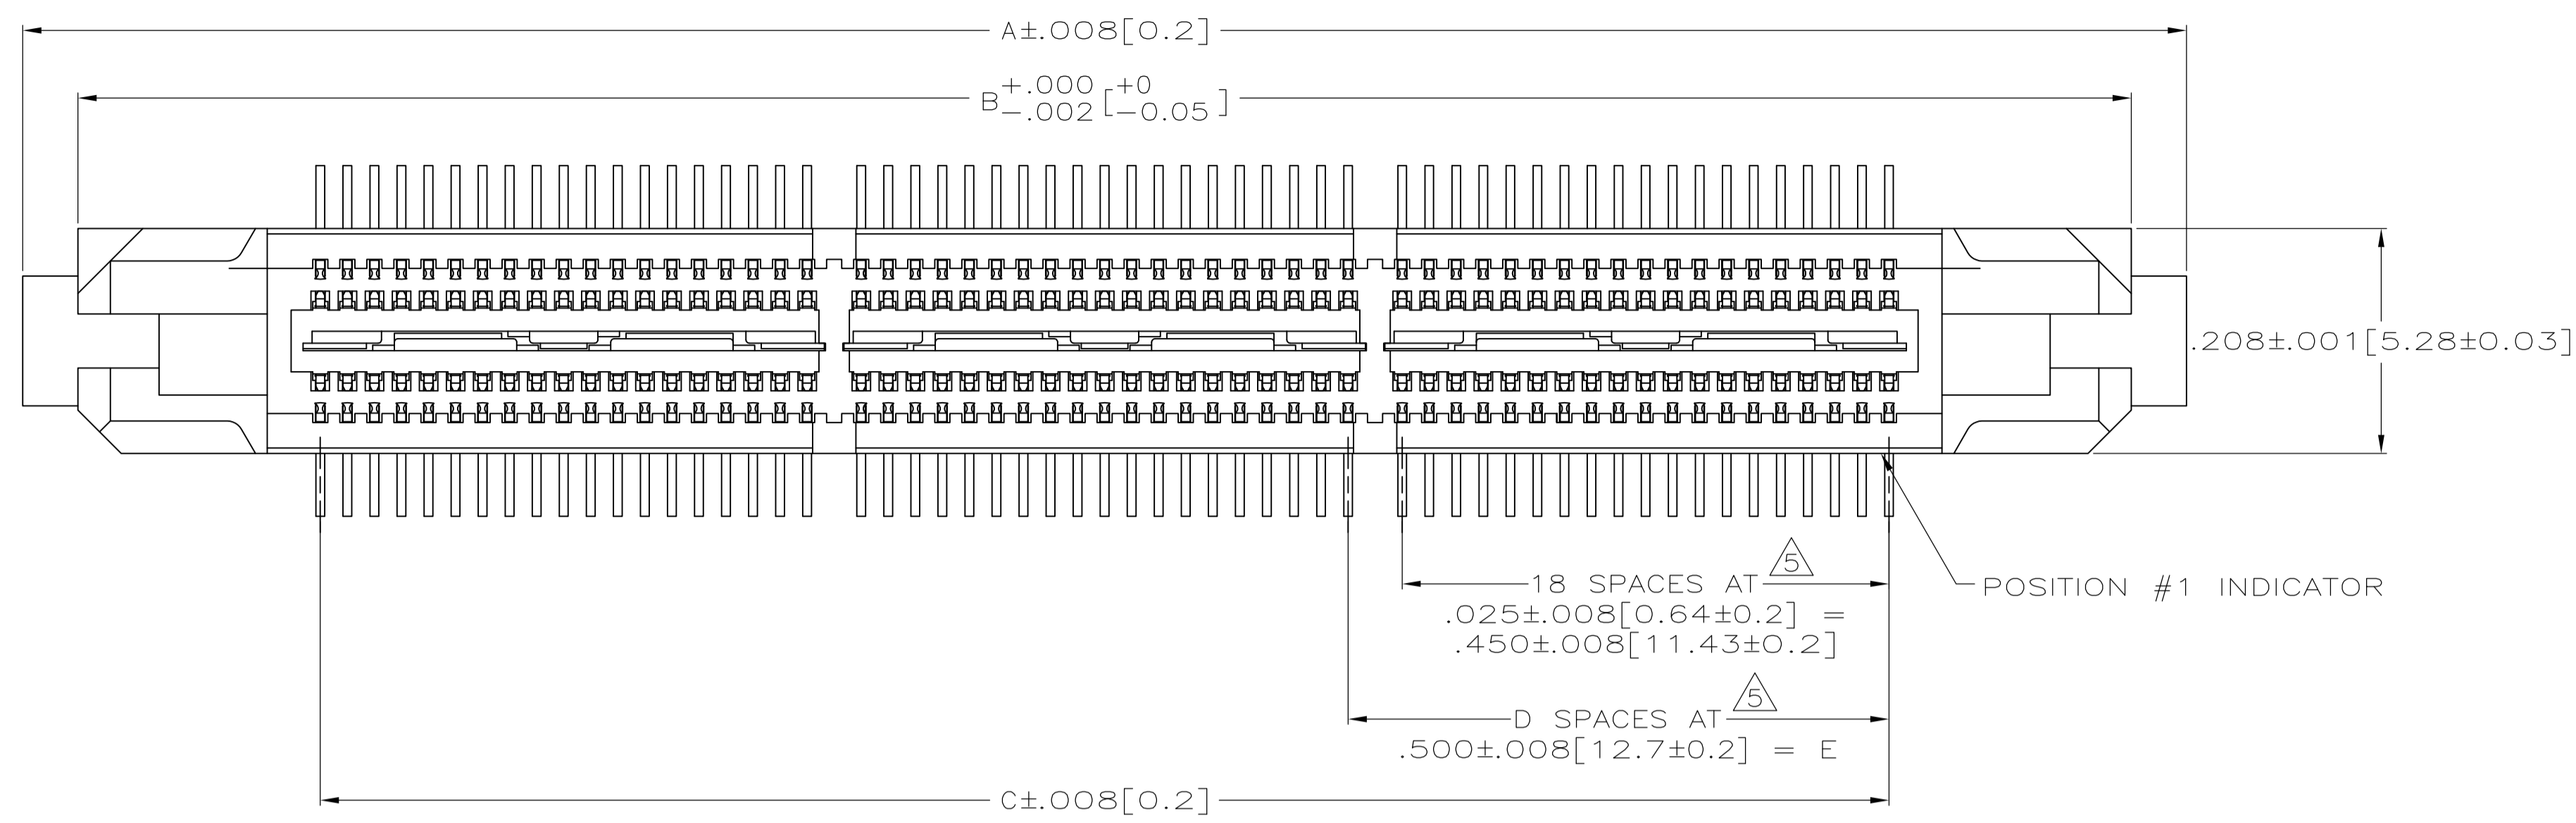 A±.008[0.2]
B +.000 -.002 [+0 -0.05]
.208±.001[5.28±0.03]
5
18 SPACES AT
.025±.008[0.64±0.2] =
.450±.008[11.43±0.2]
POSITION #1 INDICATOR
5
D SPACES AT
.500±.008[12.7±0.2] = E
C±.008[0.2]